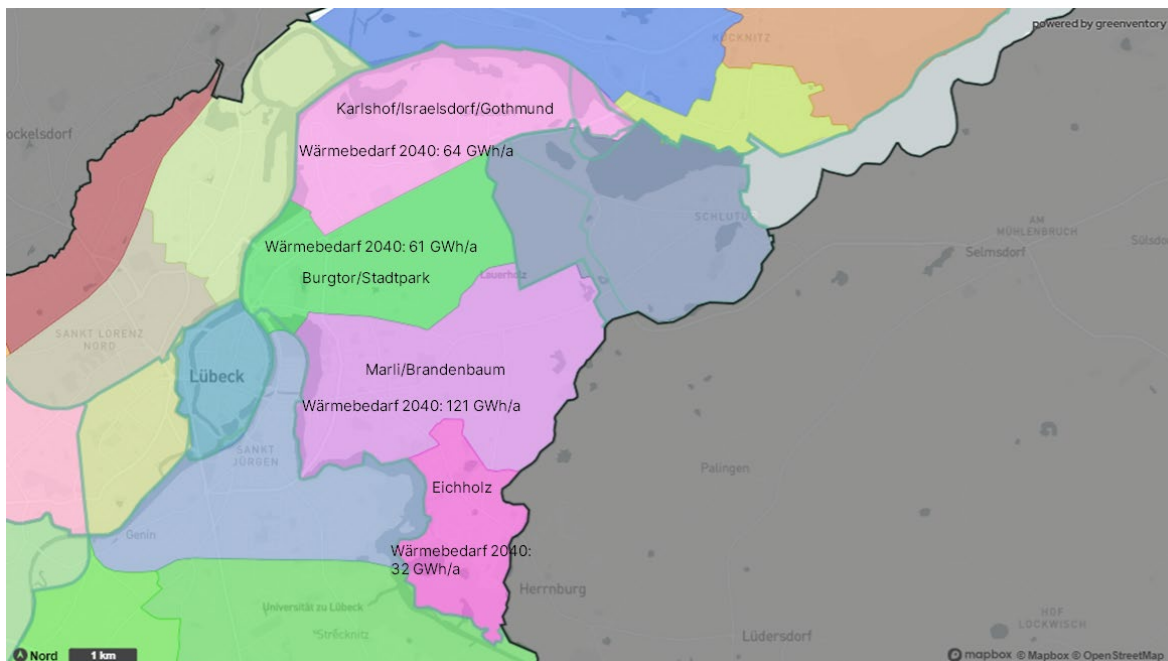 powered by greenventory
KÜCKNITZ
Karlshof/Israelsdorf/Gothmund
ockelsdorf
Wärmebedarf 2040: 64 GWh/a
SCHLUTUP
AM
MÜHLENBRUCH
Sülsdo
Selmsdorf
Wärmebedarf 2040: 61 GWh/a
Lauerholz
Burgtor/Stadtpark
SANKT LORENZ
NORD
Marli/Brandenbaum
Lübeck
Wärmebedarf 2040: 121 GWh/a
SANKT
JÜRGEN
Palingen
Eichholz
Genin
Wärmebedarf 2040:
32 GWh/a
Herrnburg
Universität zu Lübeck
Strecknitz
HOF
LOCKWISCH
Lüdersdorf
Nord
1 km
mapbox © Mapbox © OpenStreetMap